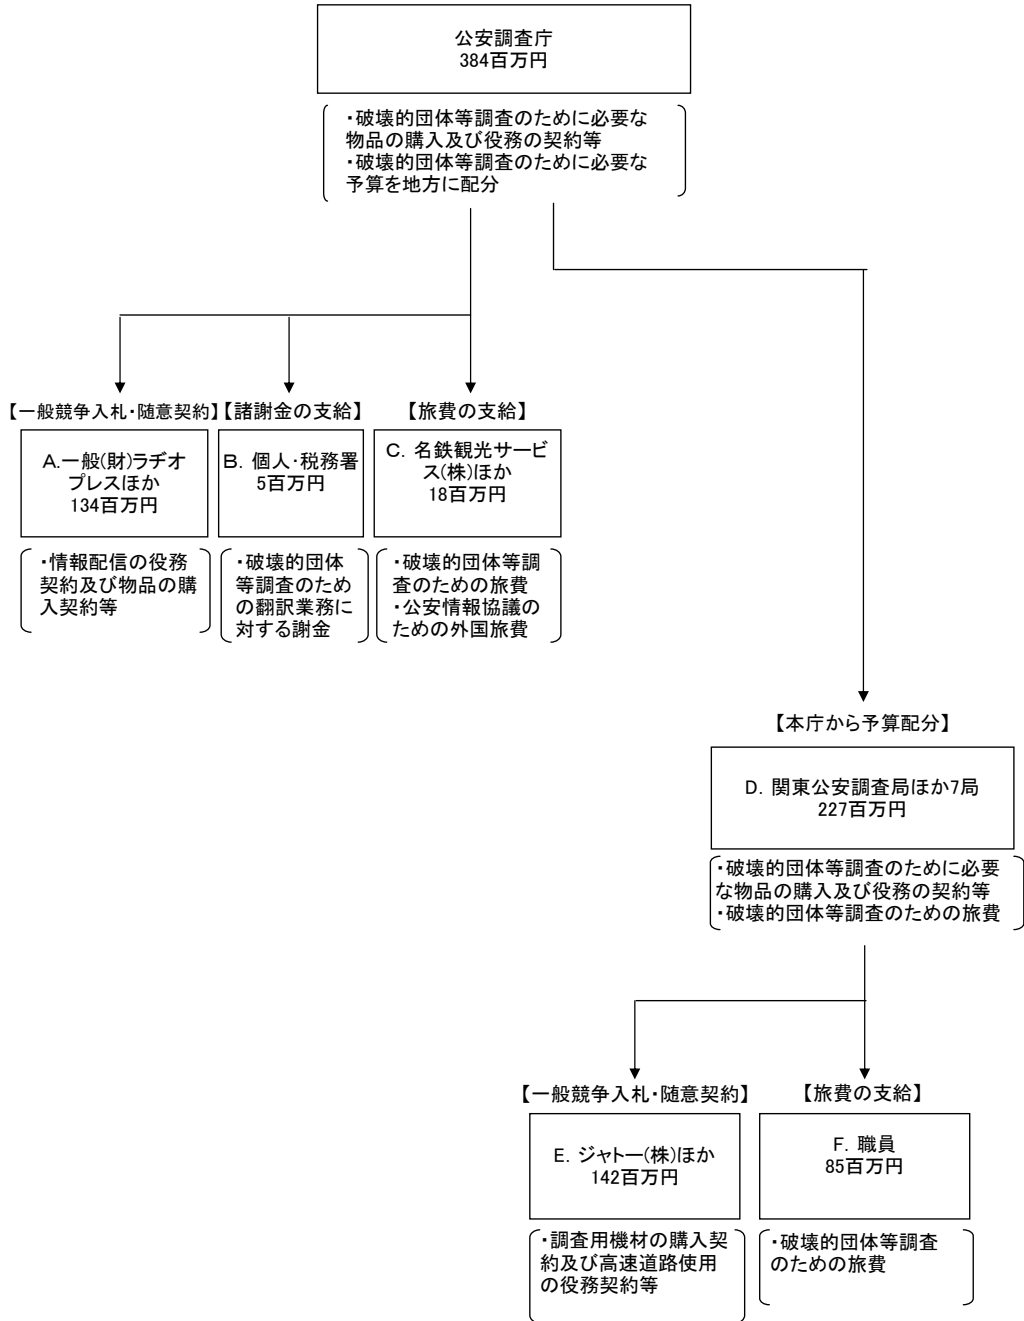 公安調査庁
384百万円
・破壊的団体等調査のために必要な
物品の購入及び役務の契約等
・破壊的団体等調査のために必要な
予算を地方に配分
【一般競争入札・随意契約】
A.一般(財)ラヂオ
プレスほか
134百万円
・情報配信の役務
契約及び物品の購
入契約等
【諸謝金の支給】
B．個人・税務署
5百万円
・破壊的団体
等調査のため
の翻訳業務に
対する謝金
【旅費の支給】
C．名鉄観光サービ
ス(株)ほか
18百万円
・破壊的団体等調
査のための旅費
・公安情報協議の
ための外国旅費
【本庁から予算配分】
D．関東公安調査局ほか7局
227百万円
・破壊的団体等調査のために必要
な物品の購入及び役務の契約等
・破壊的団体等調査のための旅費
【一般競争入札・随意契約】
E．ジャトー(株)ほか
142百万円
・調査用機材の購入契
約及び高速道路使用
の役務契約等
【旅費の支給】
F．職員
85百万円
・破壊的団体等調査
のための旅費